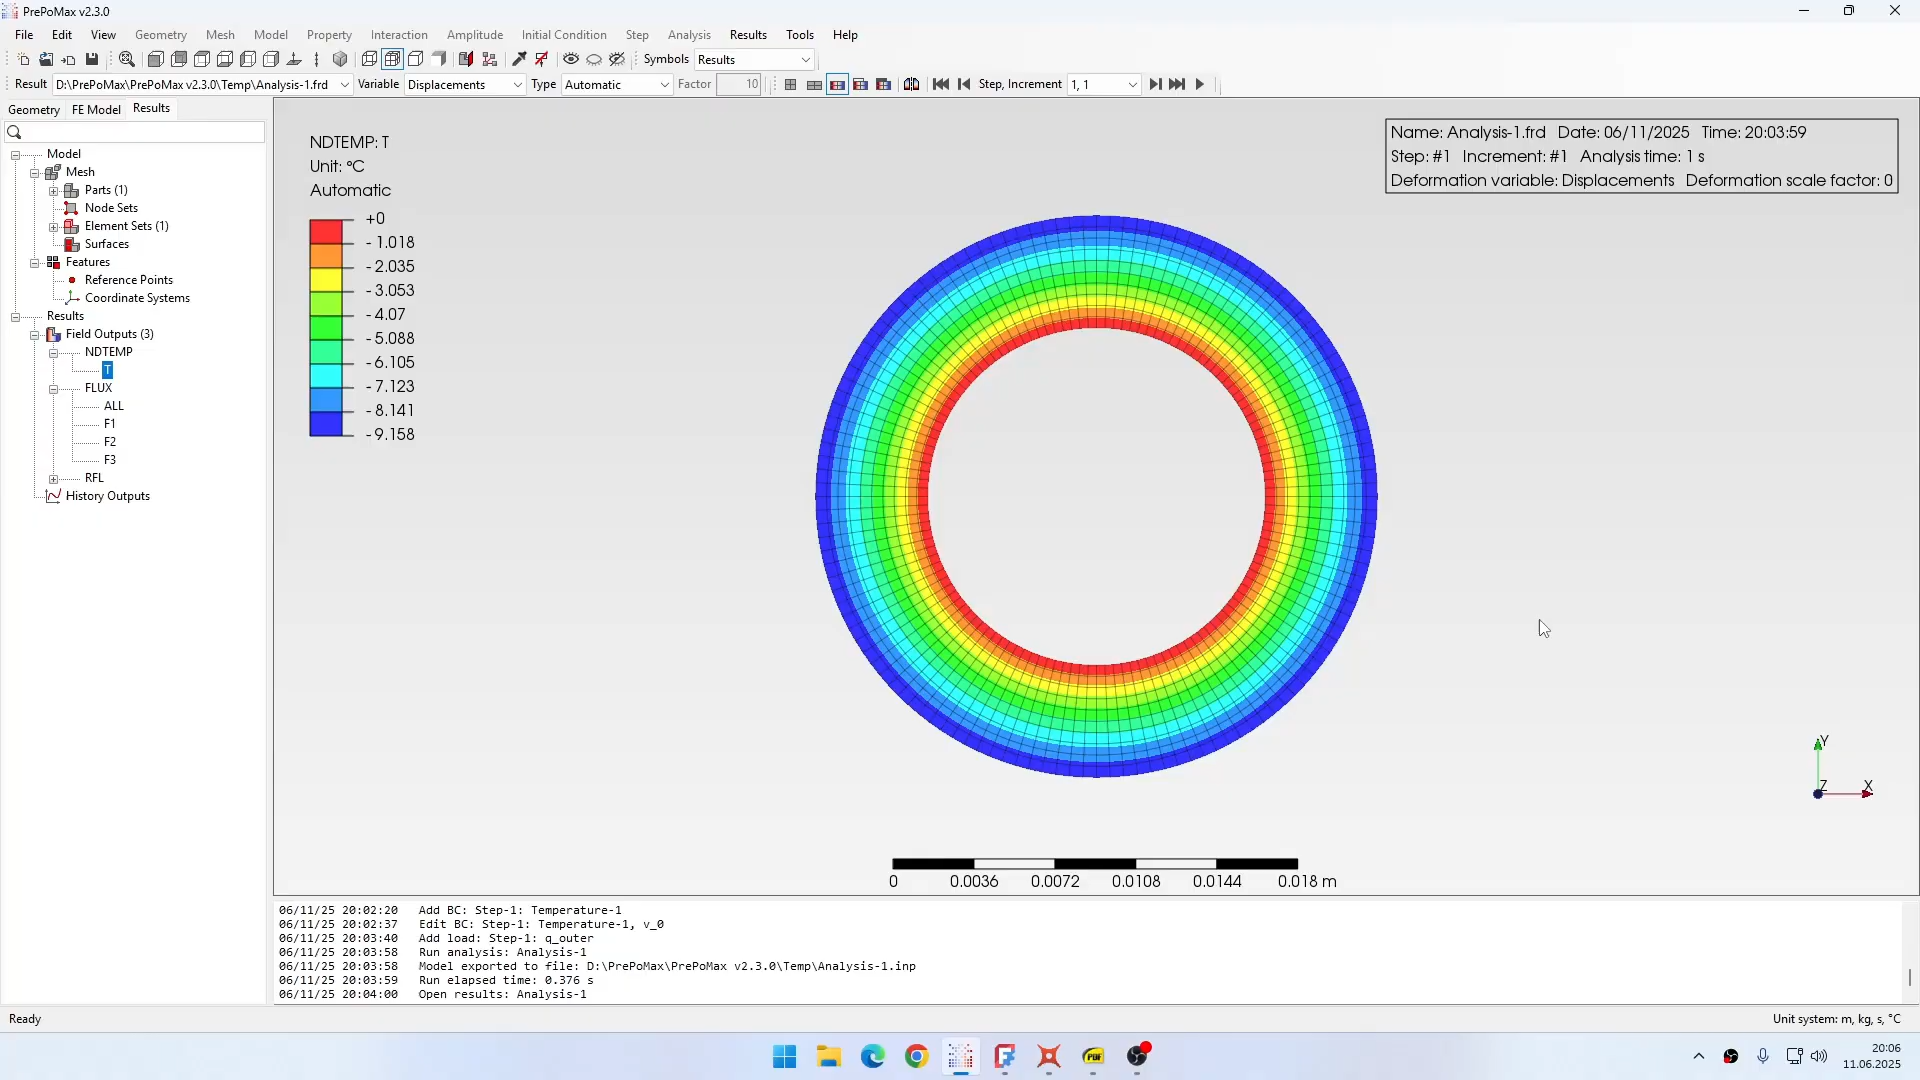 PrePoMax v2.3.0
File Edit View Geometry Mesh Model Property Interaction Amplitude Initial Condition Step Analysis Results Tools Help
Symbols Results
Result D:\PrePoMax\PrePoMax v2.3.0\Temp\Analysis-1.frd Variable Displacements Type Automatic Factor 10 Step, Increment 1, 1
Geometry FE Model Results
Model
Mesh
Parts (1)
Node Sets
Element Sets (1)
Surfaces
Features
Reference Points
Coordinate Systems
Results
Field Outputs (3)
NDTEMP
T
FLUX
ALL
F1
F2
F3
RFL
History Outputs
NDTEMP: T
Unit: °C
Automatic
+0
-1.018
-2.035
-3.053
-4.07
-5.088
-6.105
-7.123
-8.141
-9.158
Name: Analysis-1.frd Date: 06/11/2025 Time: 20:03:59
Step: #1 Increment: #1 Analysis time: 1 s
Deformation variable: Displacements Deformation scale factor: 0
Y
Z X
0 0.0036 0.0072 0.0108 0.0144 0.018 m
06/11/25 20:02:20 Add BC: Step-1: Temperature-1
06/11/25 20:02:37 Edit BC: Step-1: Temperature-1, v_0
06/11/25 20:03:40 Add load: Step-1: q_outer
06/11/25 20:03:58 Run analysis: Analysis-1
06/11/25 20:03:58 Model exported to file: D:\PrePoMax\PrePoMax v2.3.0\Temp\Analysis-1.inp
06/11/25 20:03:59 Run elapsed time: 0.376 s
06/11/25 20:04:00 Open results: Analysis-1
Ready
Unit system: m, kg, s, °C
PDF
20:06
11.06.2025